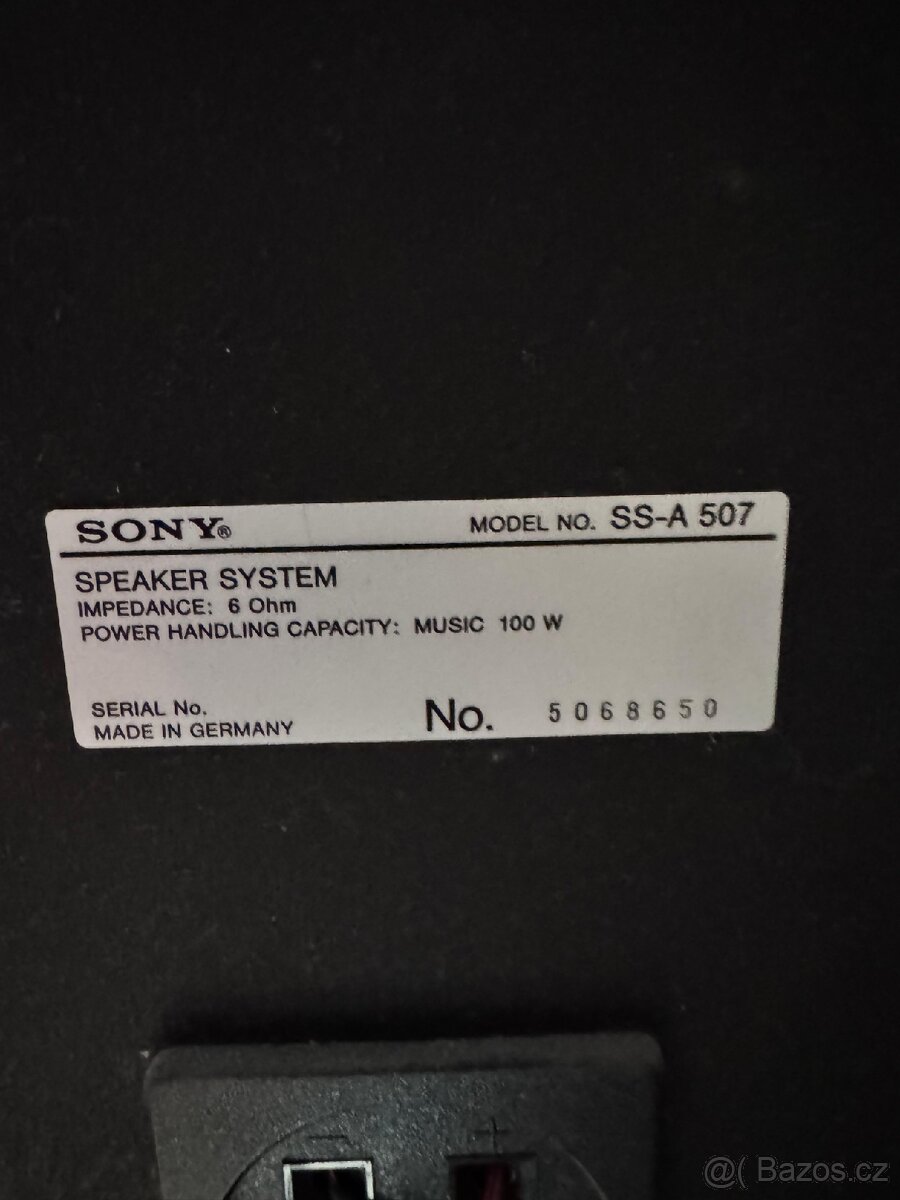 SONY® MODEL NO. SS-A 507
SPEAKER SYSTEM
IMPEDANCE: 6 Ohm
POWER HANDLING CAPACITY: MUSIC 100 W
SERIAL No.
MADE IN GERMANY
No. 5068650
− +
@( Bazos.cz